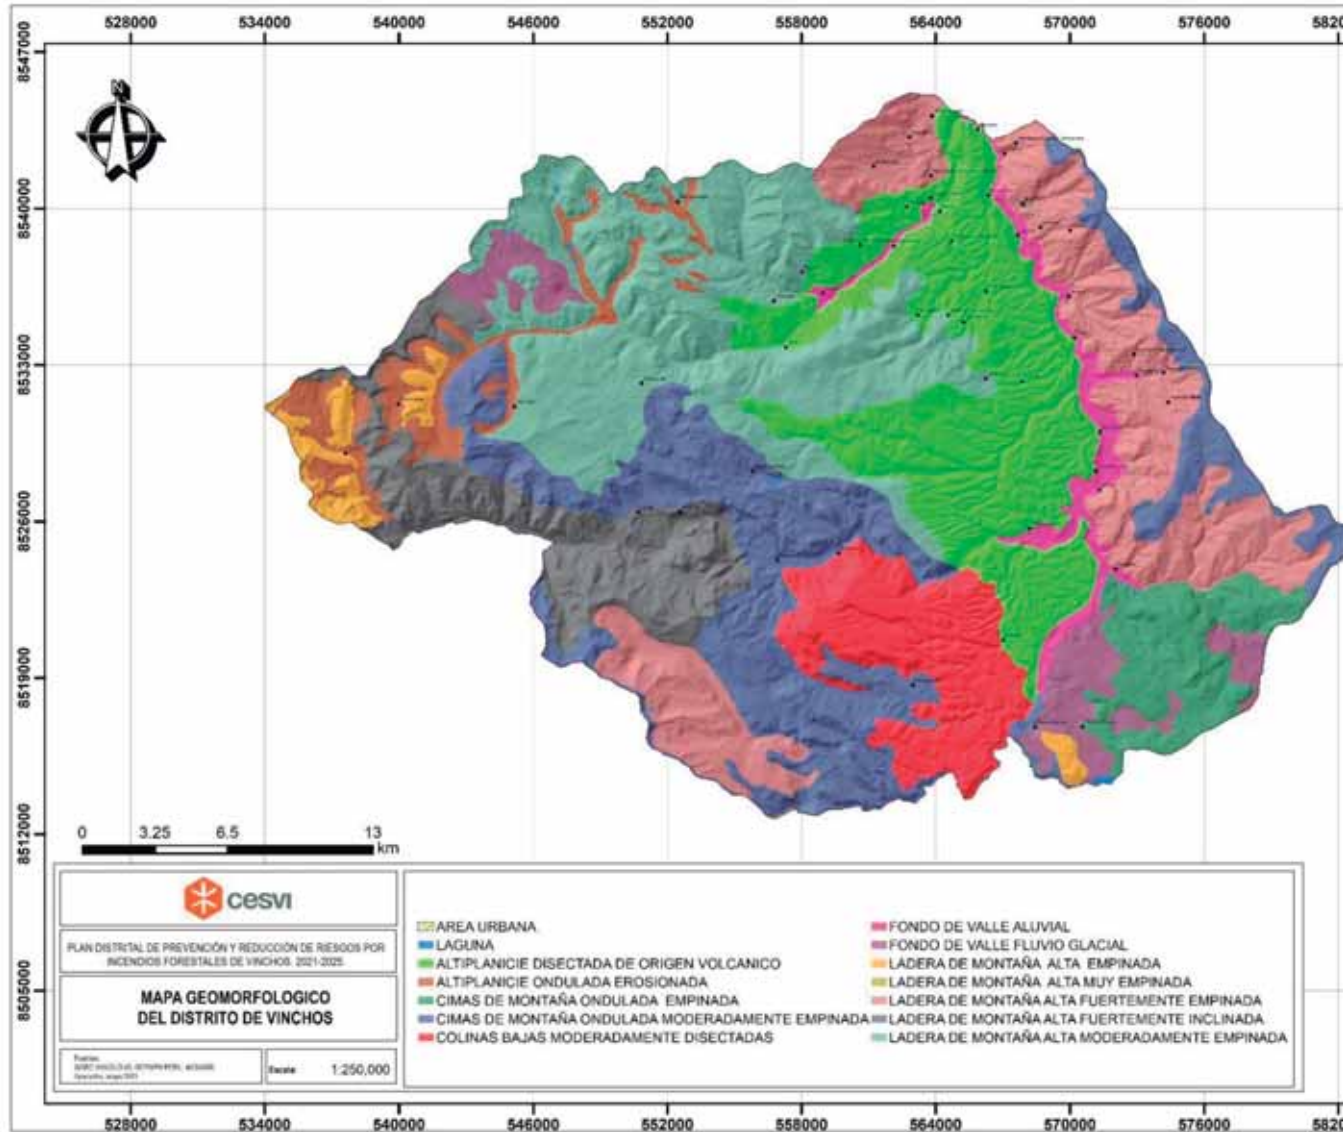 528000 534000 540000 546000 552000 558000 564000 570000 576000
8547000
8540000
8533000
8526000
8519000
8512000
8505000
N
0 3.25 6.5 13 km
cesvi
PLAN DISTRITAL DE PREVENCIÓN Y REDUCCIÓN DE RIESGOS POR
INCENDIOS FORESTALES DE VINCHOS. 2021-2025
MAPA GEOMORFOLOGICO
DEL DISTRITO DE VINCHOS
Escala 1:250,000
AREA URBANA
LAGUNA
ALTIPLANICIE DISECTADA DE ORIGEN VOLCANICO
ALTIPLANICIE ONDULADA EROSIONADA
CIMAS DE MONTAÑA ONDULADA EMPINADA
CIMAS DE MONTAÑA ONDULADA MODERADAMENTE EMPINADA
COLINAS BAJAS MODERADAMENTE DISECTADAS
FONDO DE VALLE ALUVIAL
FONDO DE VALLE FLUVIO GLACIAL
LADERA DE MONTAÑA ALTA EMPINADA
LADERA DE MONTAÑA ALTA MUY EMPINADA
LADERA DE MONTAÑA ALTA FUERTEMENTE EMPINADA
LADERA DE MONTAÑA ALTA FUERTEMENTE INCLINADA
LADERA DE MONTAÑA ALTA MODERADAMENTE EMPINADA
528000 534000 540000 546000 552000 558000 564000 570000 576000